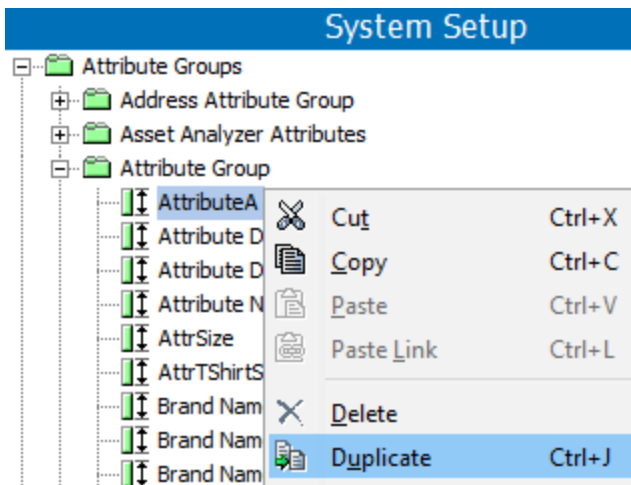 System Setup
Attribute Groups
Address Attribute Group
Asset Analyzer Attributes
Attribute Group
AttributeA
Attribute D
Attribute D
Attribute N
AttrSize
AttrTShirtS
Brand Nam
Brand Nam
Brand Nam
Cut Ctrl+X
Copy Ctrl+C
Paste Ctrl+V
Paste Link Ctrl+L
Delete
Duplicate Ctrl+J